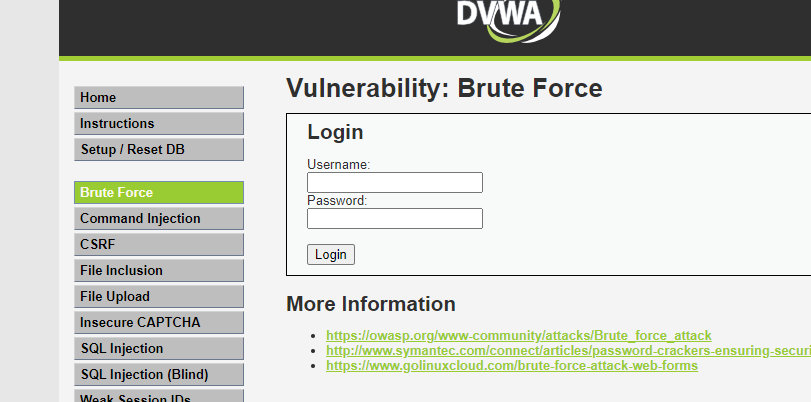 DVWA
Home
Instructions
Setup / Reset DB
Brute Force
Command Injection
CSRF
File Inclusion
File Upload
Insecure CAPTCHA
SQL Injection
SQL Injection (Blind)
Weak Session IDs
Vulnerability: Brute Force
Login
Username:
Password:
Login
More Information
https://owasp.org/www-community/attacks/Brute_force_attack
http://www.symantec.com/connect/articles/password-crackers-ensuring-securi
https://www.golinuxcloud.com/brute-force-attack-web-forms